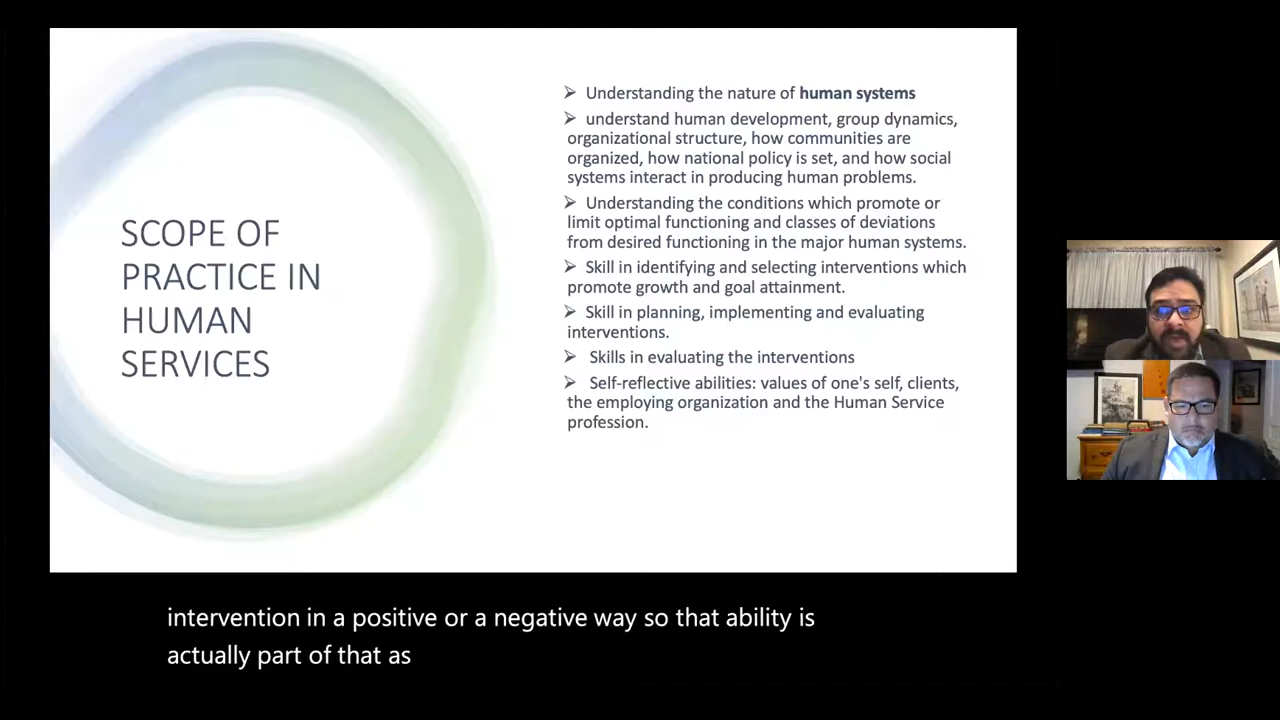 SCOPE OF
PRACTICE IN
HUMAN
SERVICES
➢ Understanding the nature of human systems
➢ understand human development, group dynamics,
organizational structure, how communities are
organized, how national policy is set, and how social
systems interact in producing human problems.
➢ Understanding the conditions which promote or
limit optimal functioning and classes of deviations
from desired functioning in the major human systems.
➢ Skill in identifying and selecting interventions which
promote growth and goal attainment.
➢ Skill in planning, implementing and evaluating
interventions.
➢ Skills in evaluating the interventions
➢ Self-reflective abilities: values of one's self, clients,
the employing organization and the Human Service
profession.
intervention in a positive or a negative way so that ability is
actually part of that as